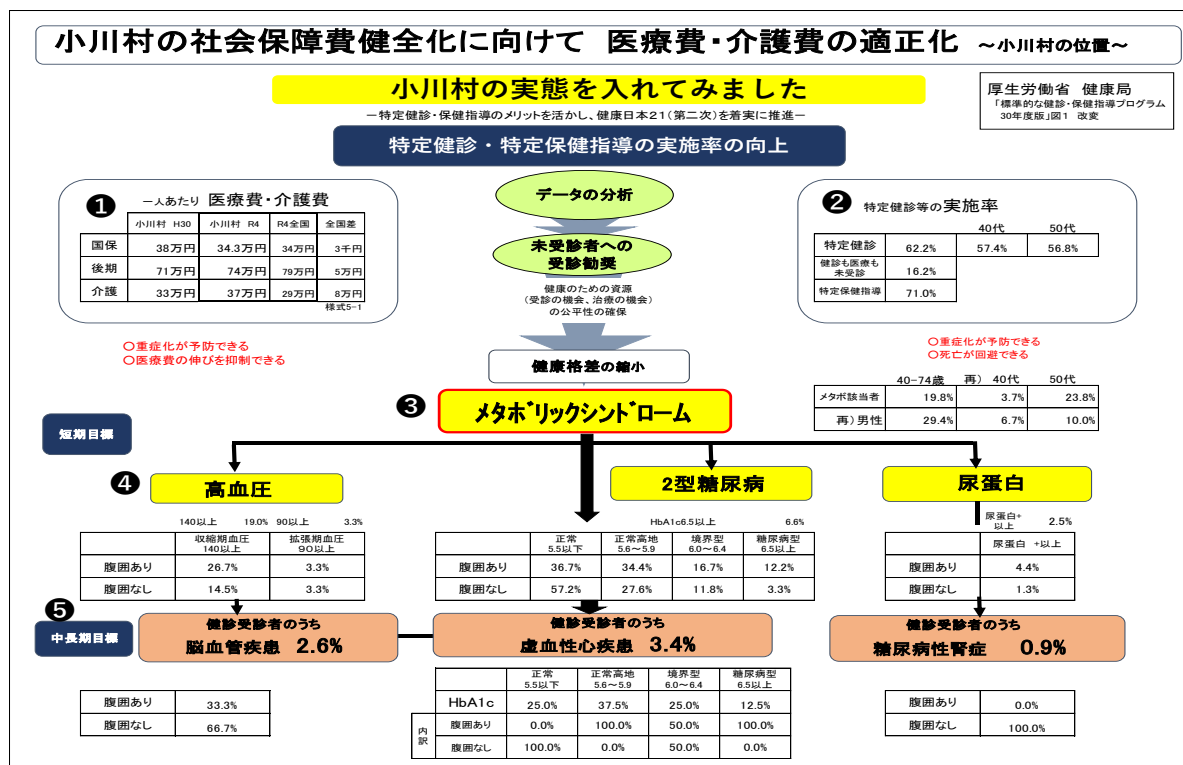 小川村の社会保障費健全化に向けて 医療費・介護費の適正化 ～小川村の位置～
小川村の実態を入れてみました
－特定健診・保健指導のメリットを活かし、健康日本21(第二次)を着実に推進－
厚生労働省 健康局
「標準的な健診・保健指導プログラム
30年度版」図1 改変
特定健診・特定保健指導の実施率の向上
❶ 一人あたり 医療費・介護費
小川村 H30 小川村 R4 R4全国 全国差
国保 38万円 34.3万円 34万円 3千円
後期 71万円 74万円 79万円 5万円
介護 33万円 37万円 29万円 8万円
様式5-1
○重症化が予防できる
○医療費の伸びを抑制できる
データの分析
未受診者への
受診勧奨
健康のための資源
(受診の機会、治療の機会)
の公平性の確保
健康格差の縮小
❷ 特定健診等の実施率
40代 50代
特定健診 62.2% 57.4% 56.8%
健診も医療も
未受診 16.2%
特定保健指導 71.0%
○重症化が予防できる
○死亡が回避できる
❸ メタボリックシンドローム
40-74歳 再) 40代 50代
メタボ該当者 19.8% 3.7% 23.8%
再)男性 29.4% 6.7% 10.0%
短期目標
❹ 高血圧
2型糖尿病
尿蛋白
140以上 19.0% 90以上 3.3%
収縮期血圧
140以上 拡張期血圧
90以上
腹囲あり 26.7% 3.3%
腹囲なし 14.5% 3.3%
HbA1c6.5以上 6.6%
正常
5.5以下 正常高地
5.6～5.9 境界型
6.0～6.4 糖尿病型
6.5以上
腹囲あり 36.7% 34.4% 16.7% 12.2%
腹囲なし 57.2% 27.6% 11.8% 3.3%
尿蛋白+
以上 2.5%
尿蛋白 +以上
腹囲あり 4.4%
腹囲なし 1.3%
❺
中長期目標
健診受診者のうち
脳血管疾患 2.6%
健診受診者のうち
虚血性心疾患 3.4%
健診受診者のうち
糖尿病性腎症 0.9%
腹囲あり 33.3%
腹囲なし 66.7%
正常
5.5以下 正常高地
5.6～5.9 境界型
6.0～6.4 糖尿病型
6.5以上
HbA1c 25.0% 37.5% 25.0% 12.5%
内訳
腹囲あり 0.0% 100.0% 50.0% 100.0%
腹囲なし 100.0% 0.0% 50.0% 0.0%
腹囲あり 0.0%
腹囲なし 100.0%